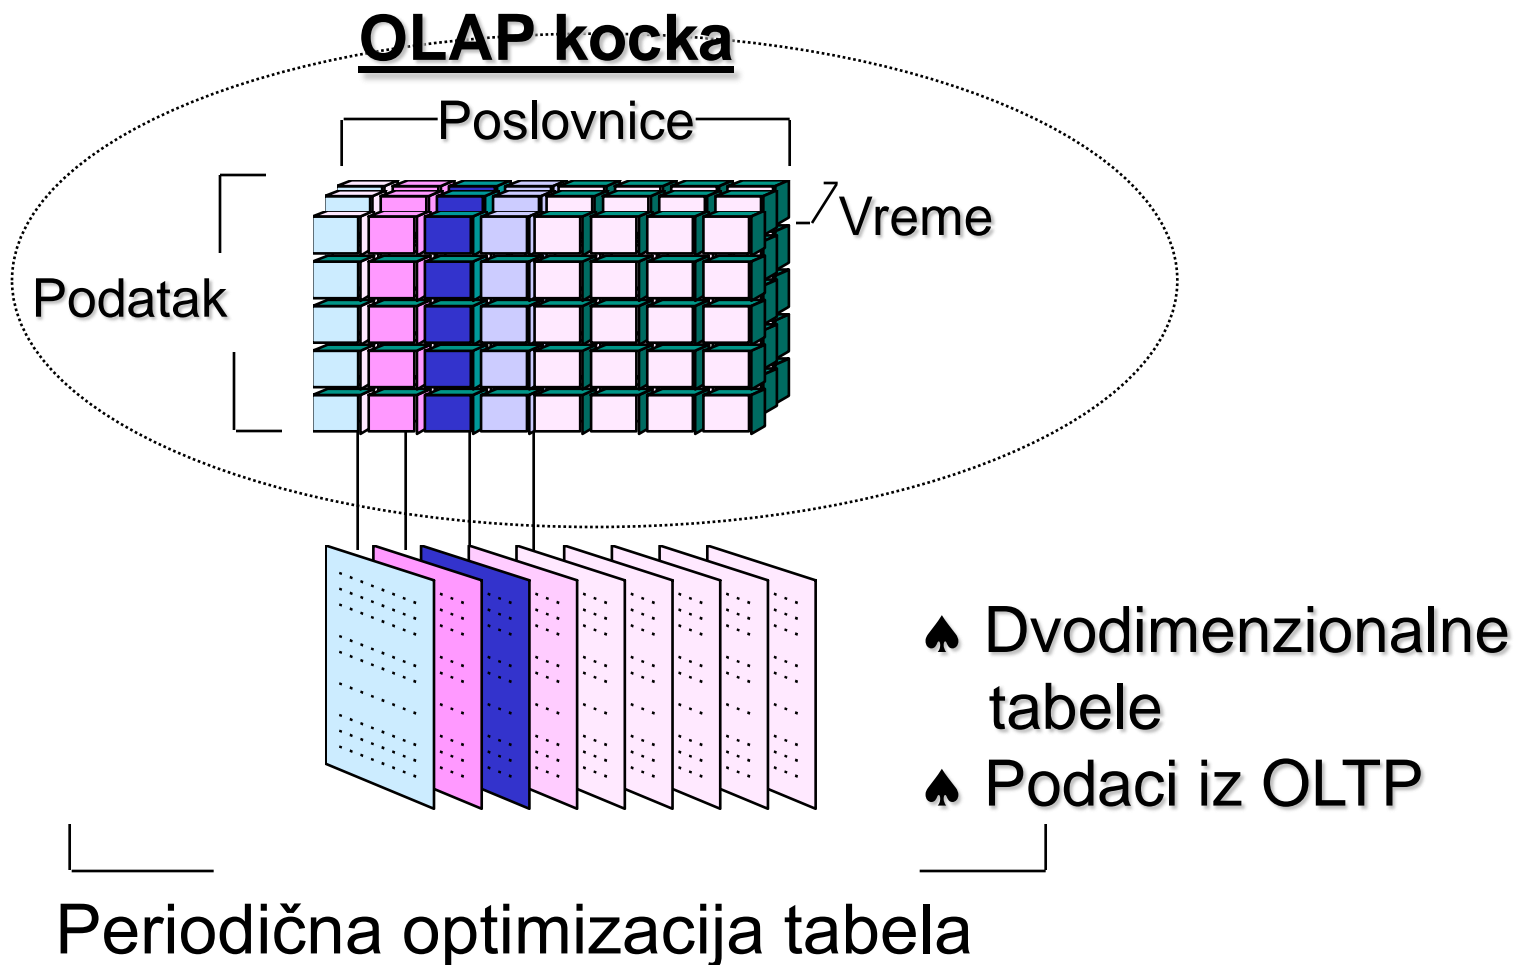 OLAP kocka
Poslovnice
Vreme
Podatak
♠ Dvodimenzionalne
tabele
♠ Podaci iz OLTP
Periodična optimizacija tabela